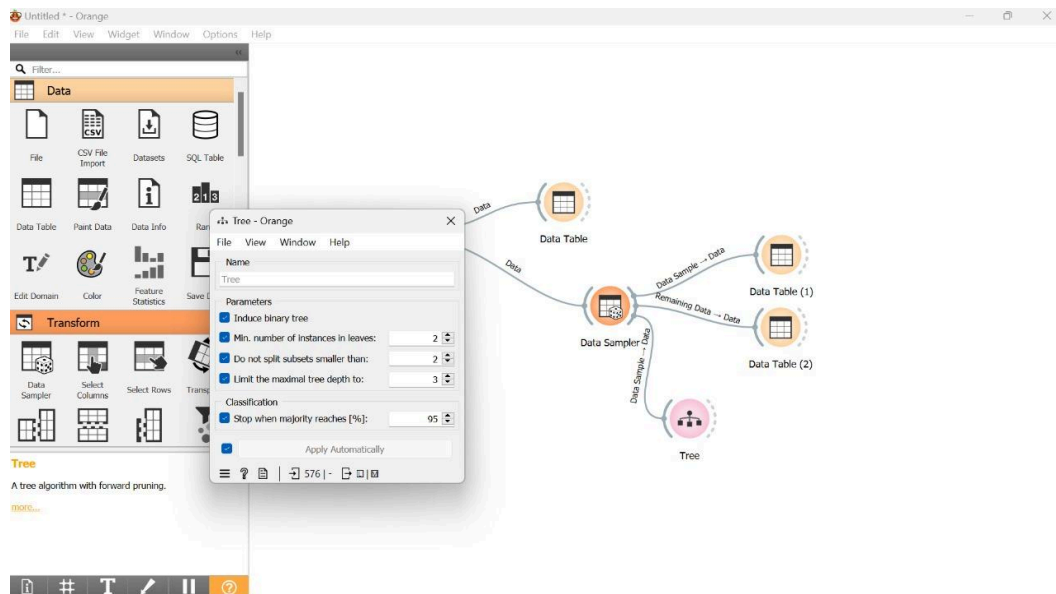 Untitled * - Orange
File Edit View Widget Window Options Help
Filter...
Data
File
CSV File Import
Datasets
SQL Table
Data Table
Paint Data
Data Info
Ran
Edit Domain
Color
Feature Statistics
Save D
Transform
Data Sampler
Select Columns
Select Rows
Transp
Tree
A tree algorithm with forward pruning.
more...
Tree - Orange
File View Window Help
Name
Tree
Parameters
Induce binary tree
Min. number of instances in leaves: 2
Do not split subsets smaller than: 2
Limit the maximal tree depth to: 3
Classification
Stop when majority reaches [%]: 95
Apply Automatically
576 | -
Data
Data Table
Data
Data Sampler
Data Sample → Data
Data Table (1)
Remaining Data → Data
Data Table (2)
Data Sample → Data
Tree